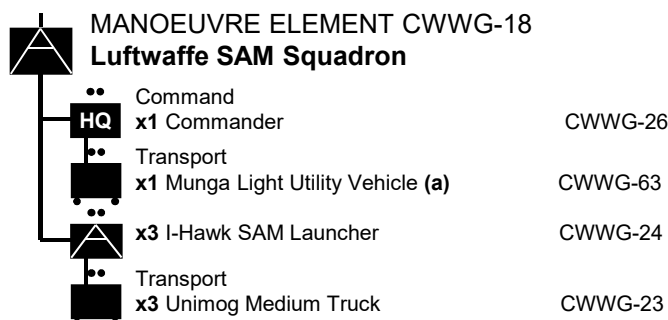 MANOEUVRE ELEMENT CWWG-18
Luftwaffe SAM Squadron
Command
HQ x1 Commander CWWG-26
Transport
x1 Munga Light Utility Vehicle (a) CWWG-63
x3 I-Hawk SAM Launcher CWWG-24
Transport
x3 Unimog Medium Truck CWWG-23